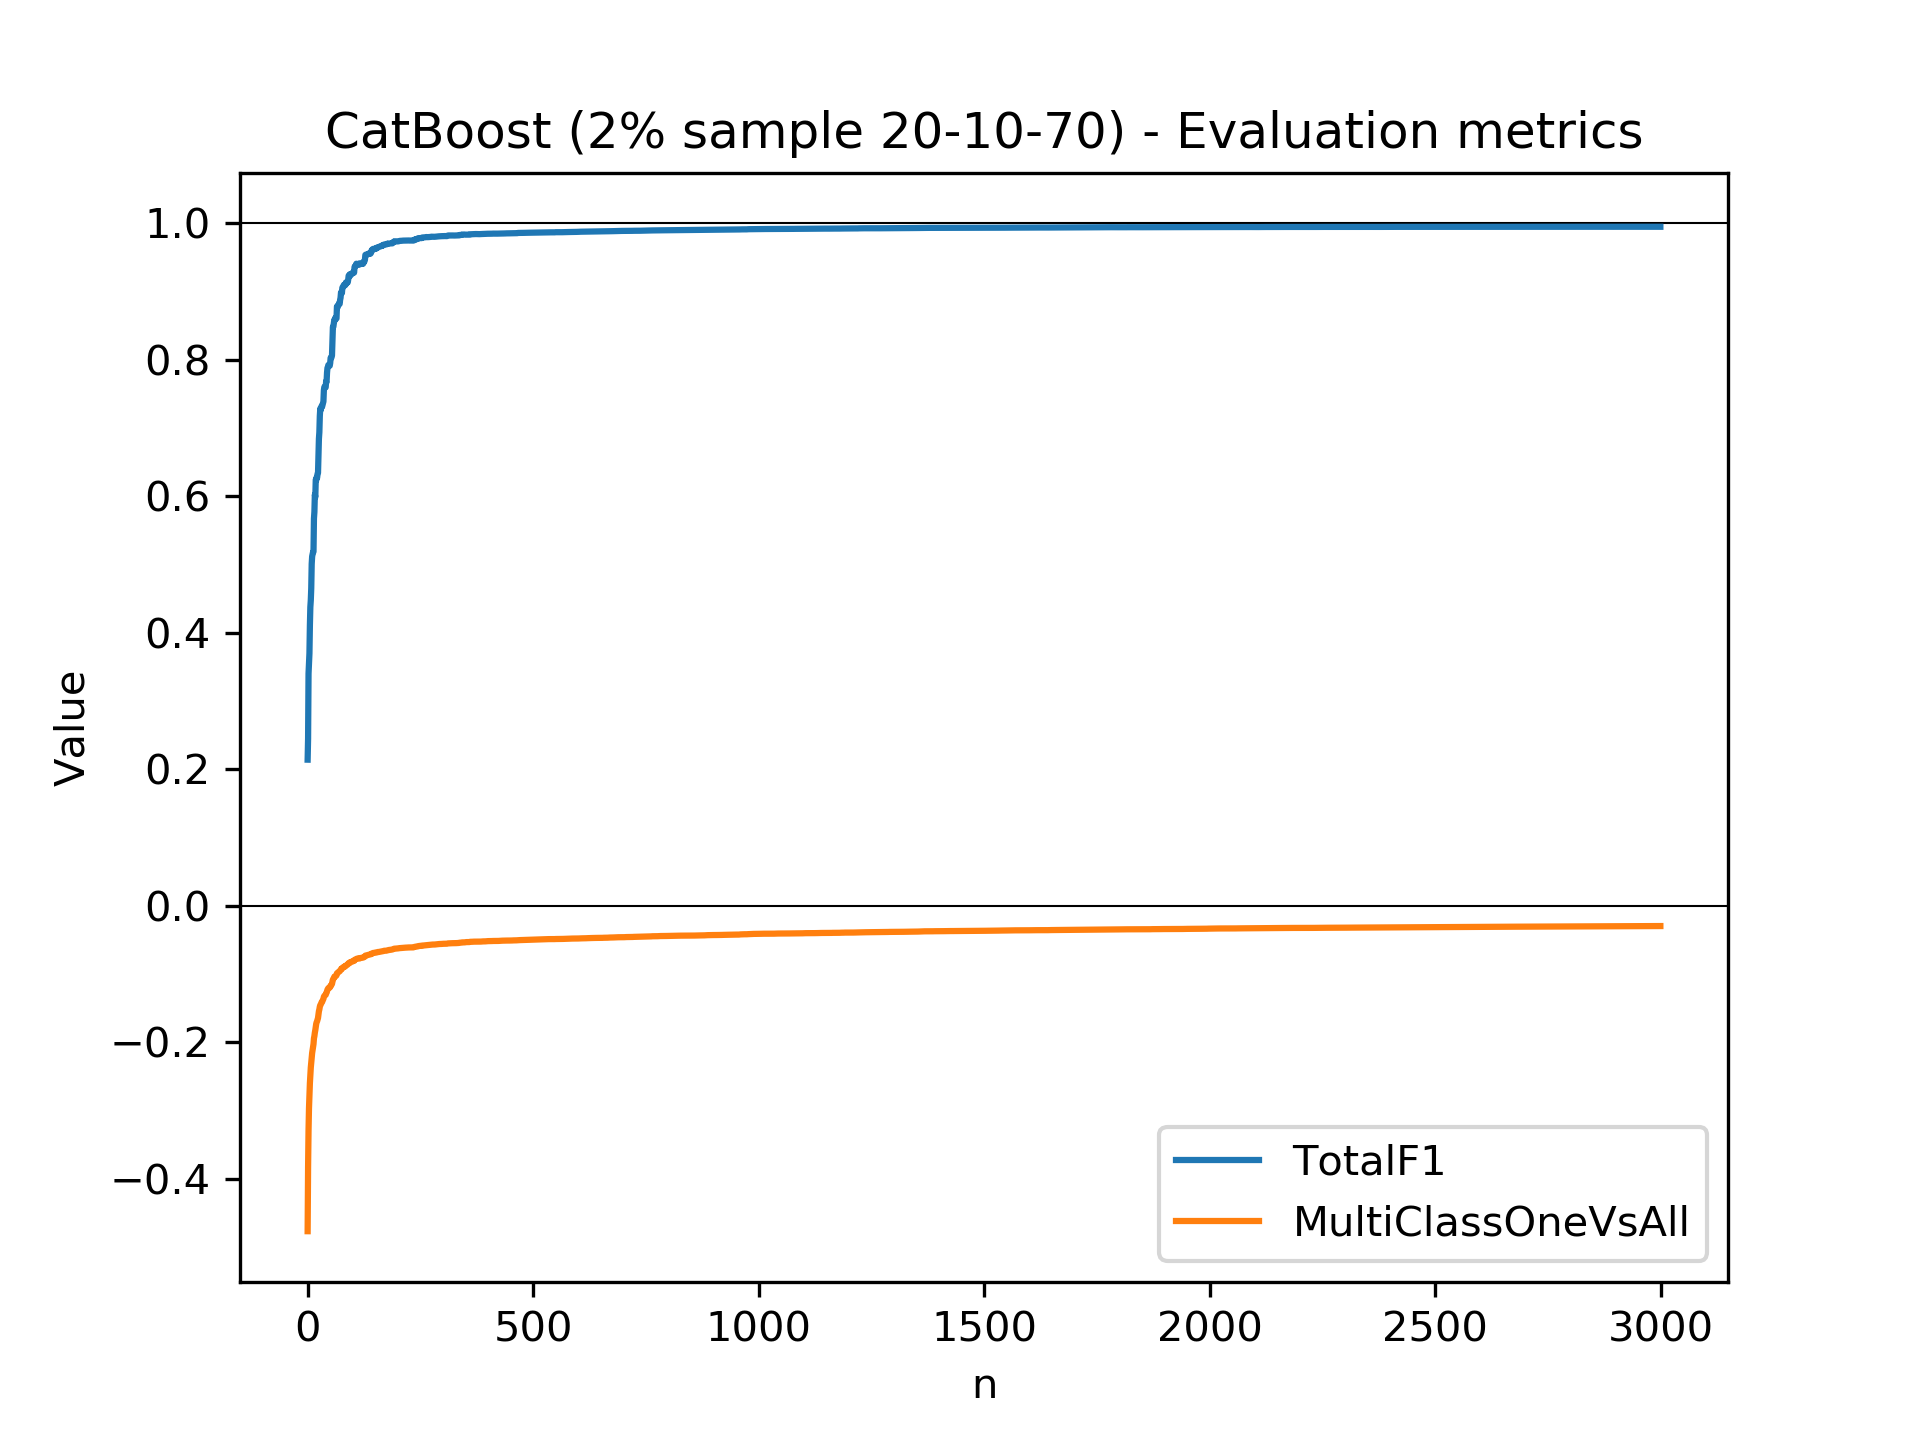 CatBoost (2% sample 20-10-70) - Evaluation metrics
1.0
0.8
0.6
0.4
0.2
0.0
−0.2
−0.4
Value
0 500 1000 1500 2000 2500 3000
n
TotalF1
MultiClassOneVsAll